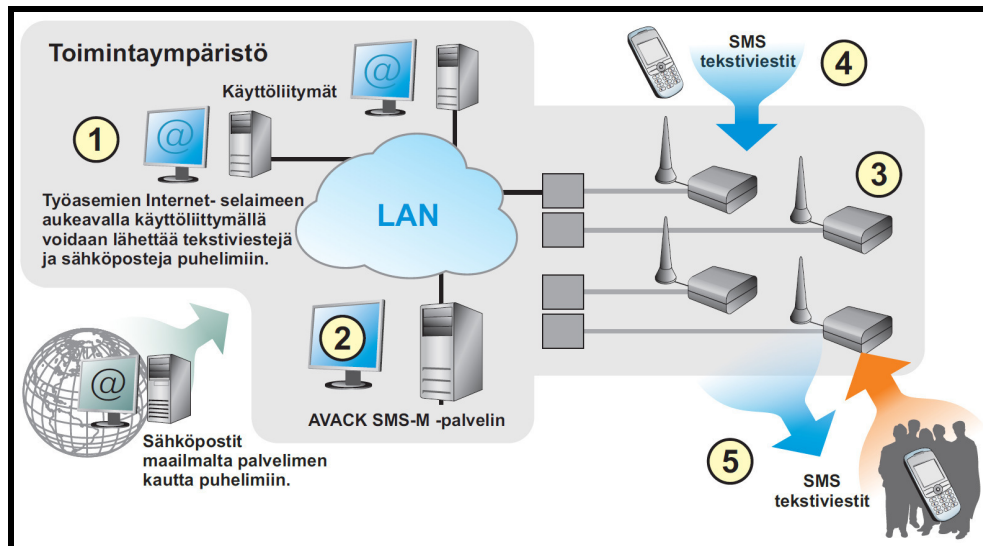 Toimintaympäristö
Käyttöliitymät
@
@
1
Työasemien Internet- selaimeen
aukeavalla käyttöliittymällä
voidaan lähettää tekstiviestejä
ja sähköposteja puhelimiin.
LAN
2
AVACK SMS-M -palvelin
@
Sähköpostit
maailmalta palvelimen
kautta puhelimiin.
SMS
tekstiviestit
4
3
5
SMS
tekstiviestit